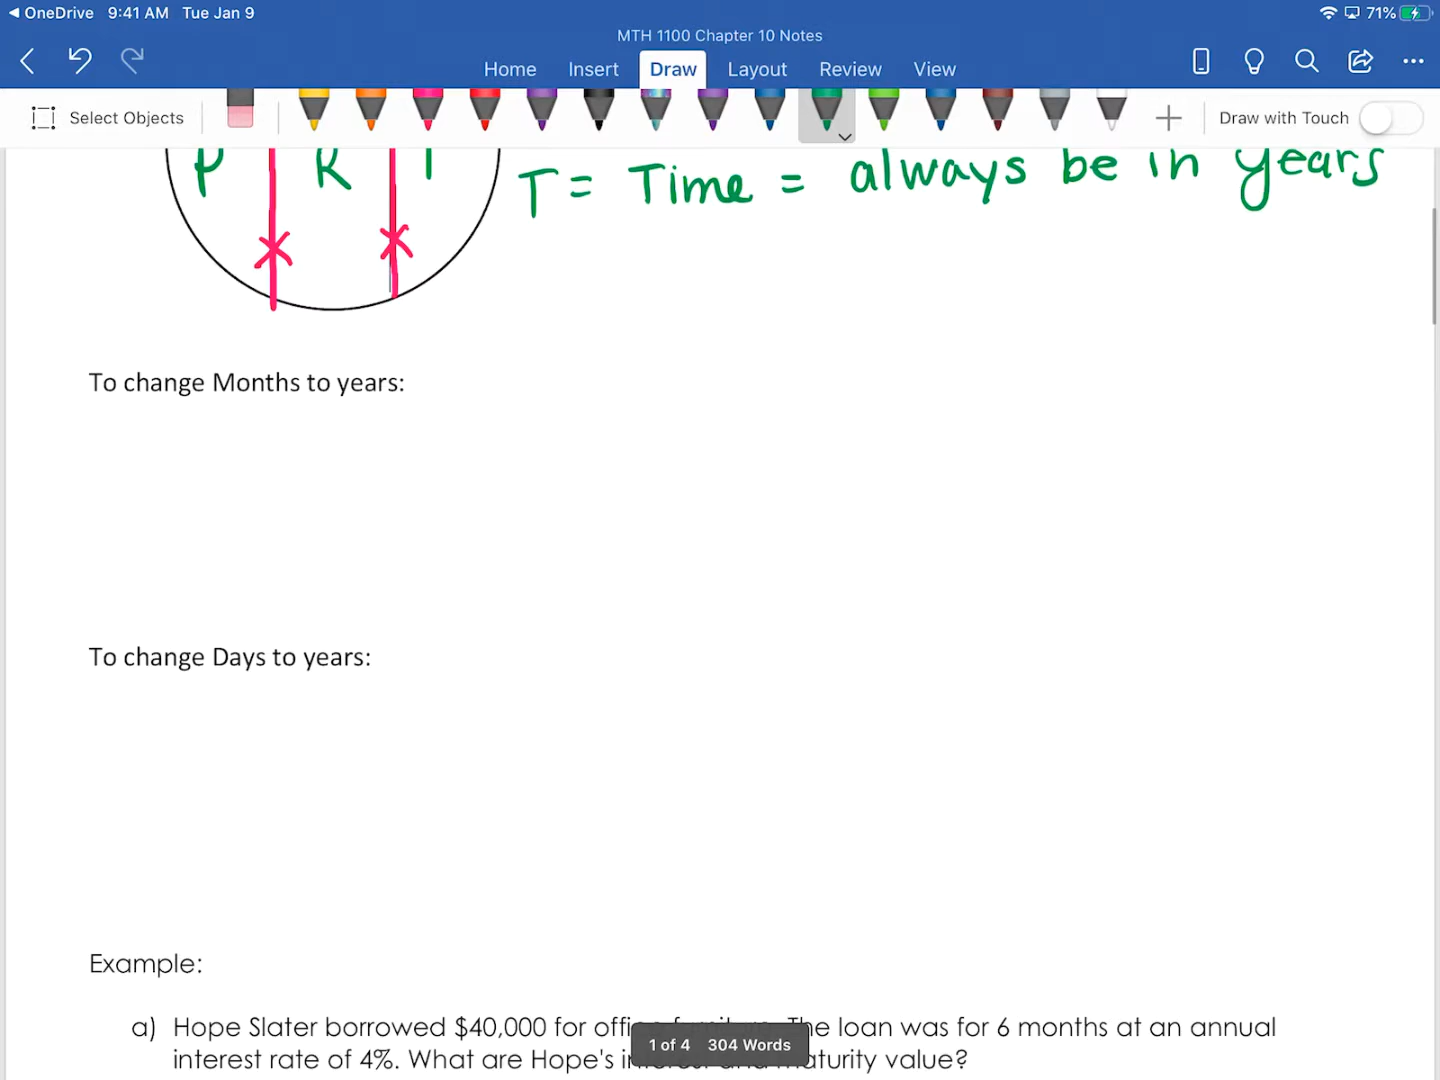 OneDrive 9:41 AM Tue Jan 9 71%
MTH 1100 Chapter 10 Notes
Home Insert Draw Layout Review View
Select Objects Draw with Touch
P R I
T = Time = always be in years
To change Months to years:
To change Days to years:
Example:
a) Hope Slater borrowed $40,000 for The loan was for 6 months at an annual
interest rate of 4%. What are Hope's maturity value?
1 of 4 304 Words